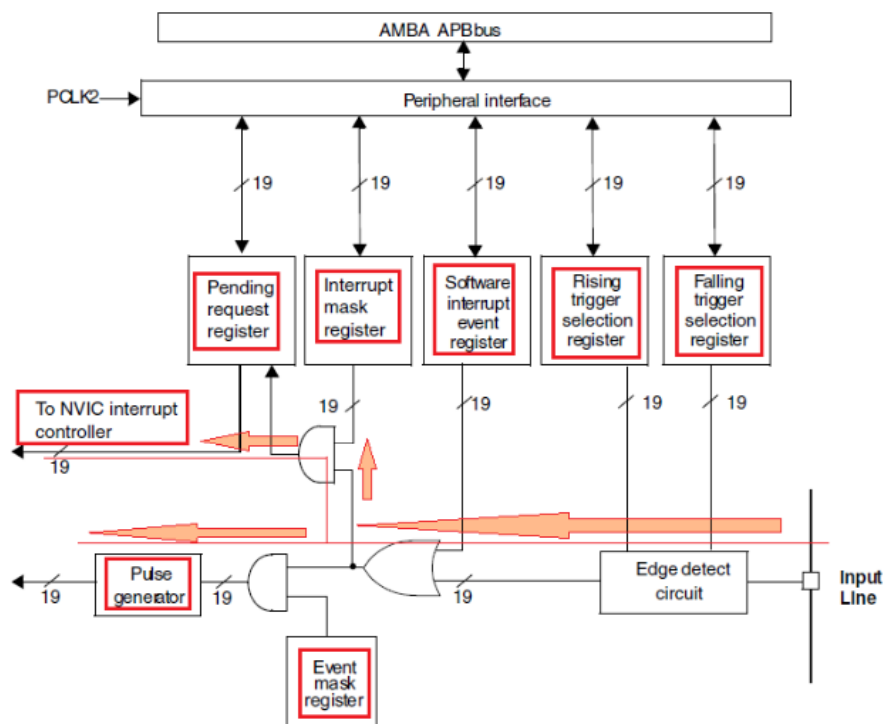 AMBA APB bus
PCLK2
Peripheral interface
19
19
19
19
19
Pending
request
register
Interrupt
mask
register
Software
interrupt
event
register
Rising
trigger
selection
register
Falling
trigger
selection
register
To NVIC interrupt
controller
19
19
19
19
19
Pulse
generator
19
19
19
Edge detect
circuit
Input
Line
Event
mask
register